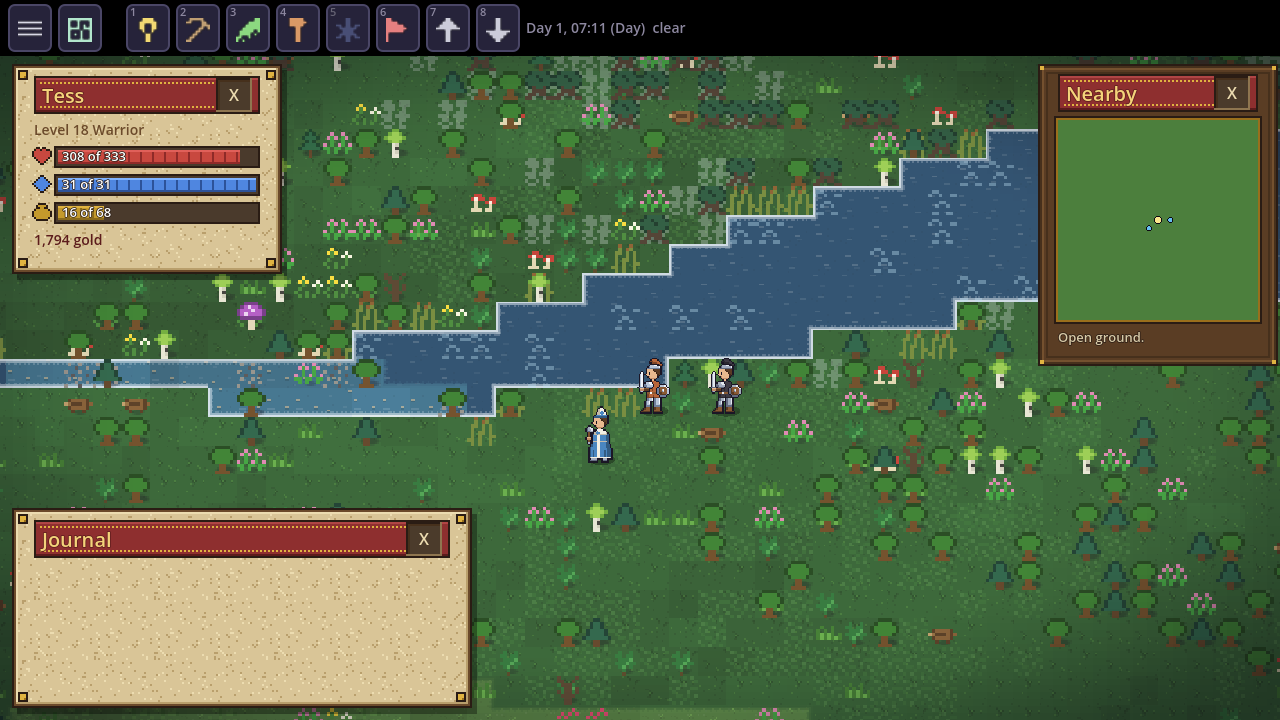 1 2 3 4 5 6 7 8 Day 1, 07:11 (Day) clear
Tess X
Level 18 Warrior
308 of 333
31 of 31
16 of 68
1,794 gold
Nearby X
Open ground.
Journal X